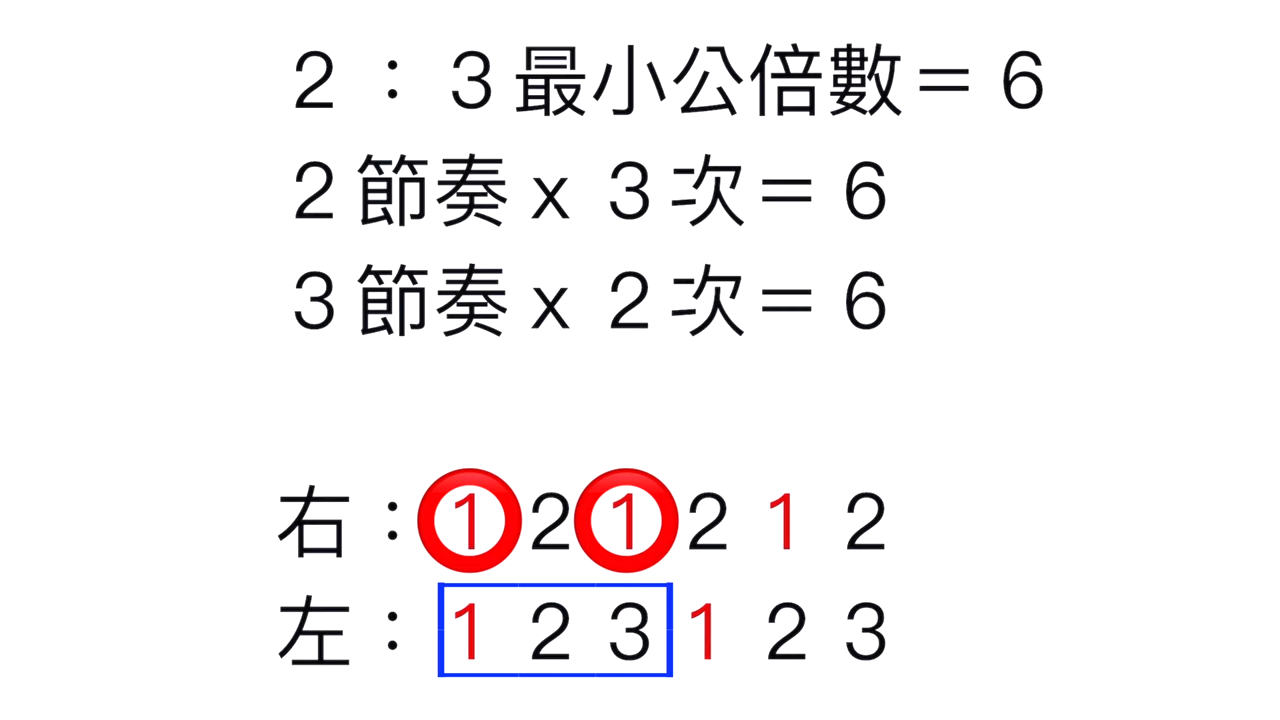 2 : 3最小公倍數= 6
2節奏 x 3次= 6
3節奏 x 2次= 6
右:1 2 1 2 1 2
左:1 2 3 1 2 3